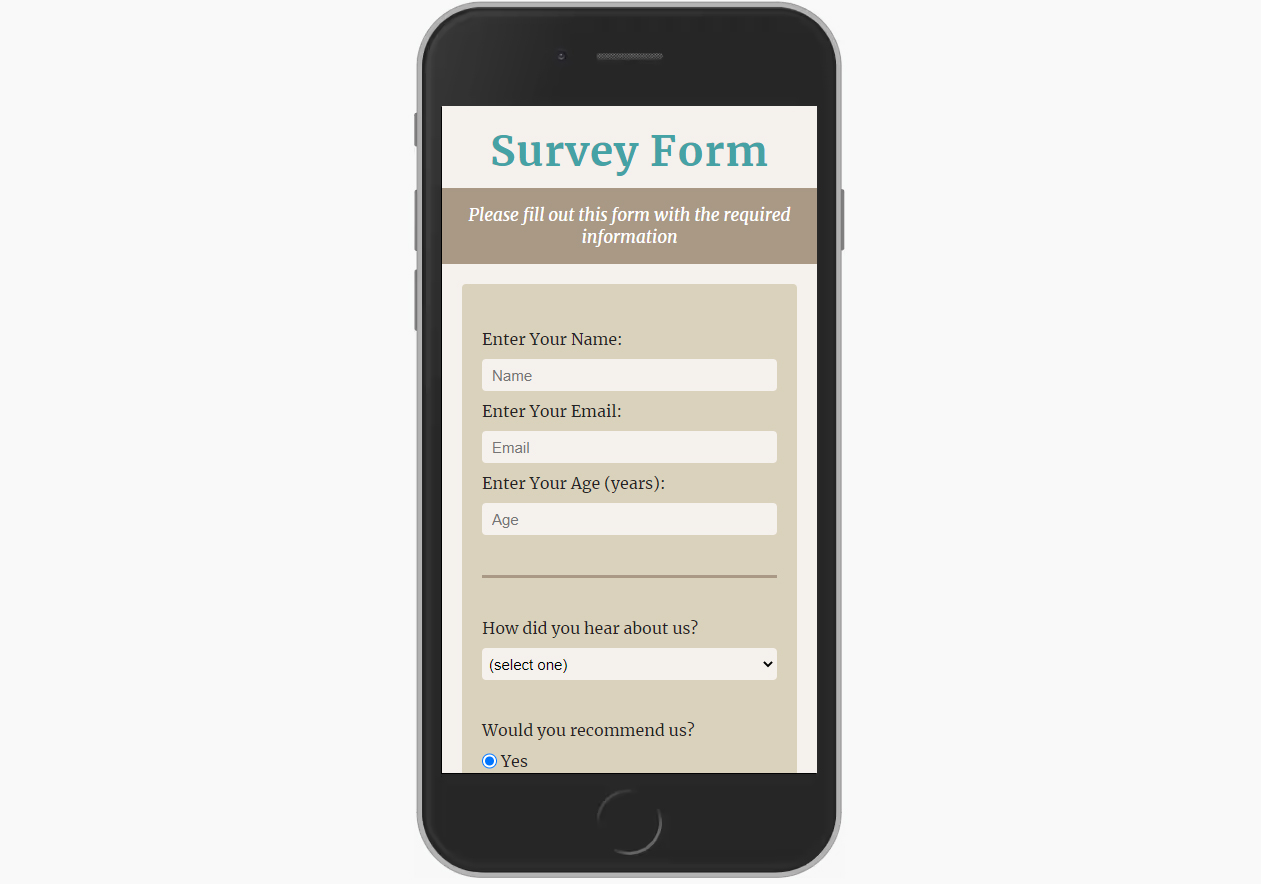 Survey Form
Please fill out this form with the required
information
Enter Your Name:
Name
Enter Your Email:
Email
Enter Your Age (years):
Age
How did you hear about us?
(select one)
Would you recommend us?
Yes